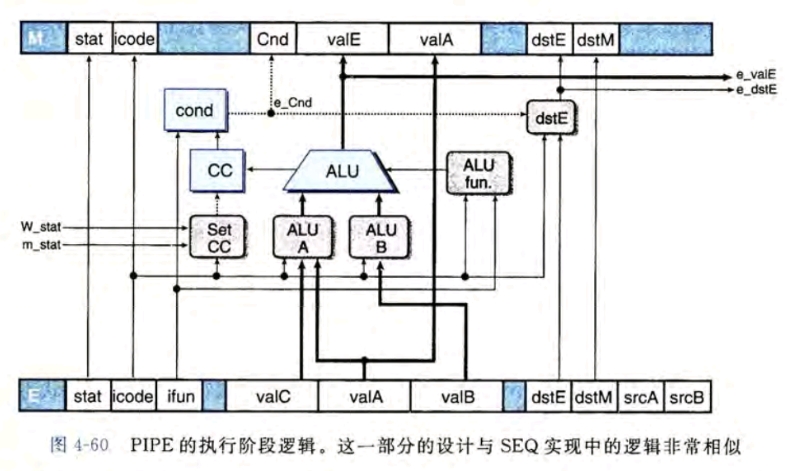 M stat icode Cnd valE valA dstE dstM
e_valE
e_dstE
cond
e_Cnd
dstE
CC
ALU
ALU
fun.
W_stat
m_stat
Set
CC
ALU
A
ALU
B
E stat icode ifun valC valA valB dstE dstM srcA srcB
图 4-60 PIPE 的执行阶段逻辑。这一部分的设计与 SEQ 实现中的逻辑非常相似